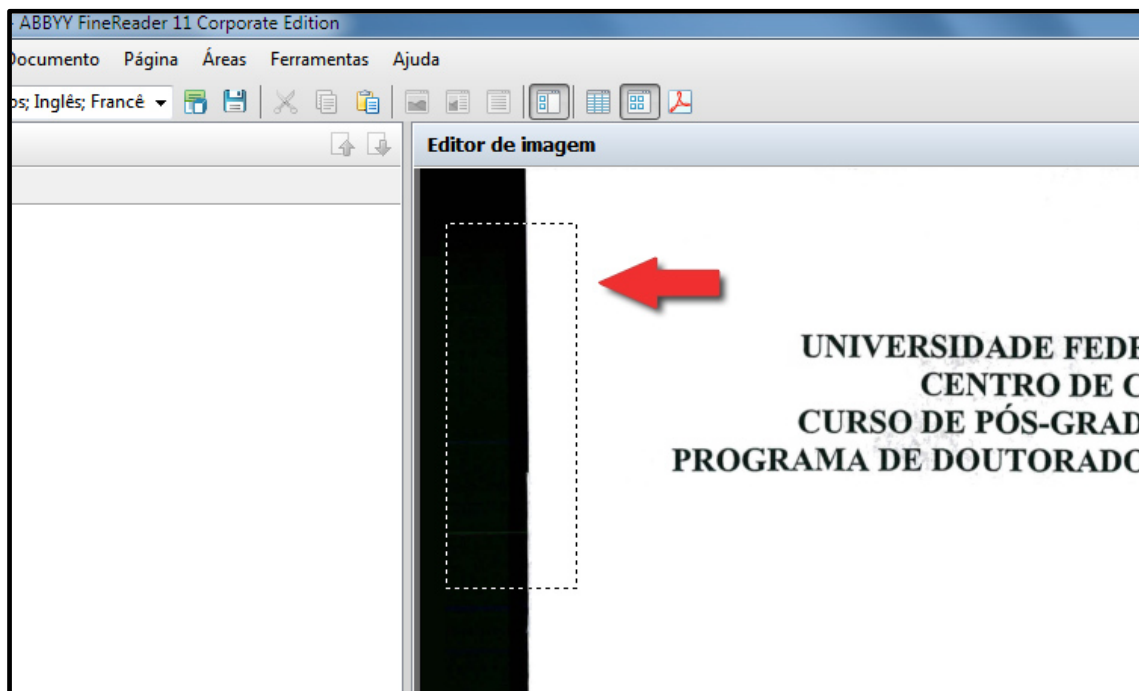 ABBYY FineReader 11 Corporate Edition
Documento Página Áreas Ferramentas Ajuda
os; Inglês; Francê
Editor de imagem
UNIVERSIDADE FEDE
CENTRO DE C
CURSO DE PÓS-GRAD
PROGRAMA DE DOUTORADO